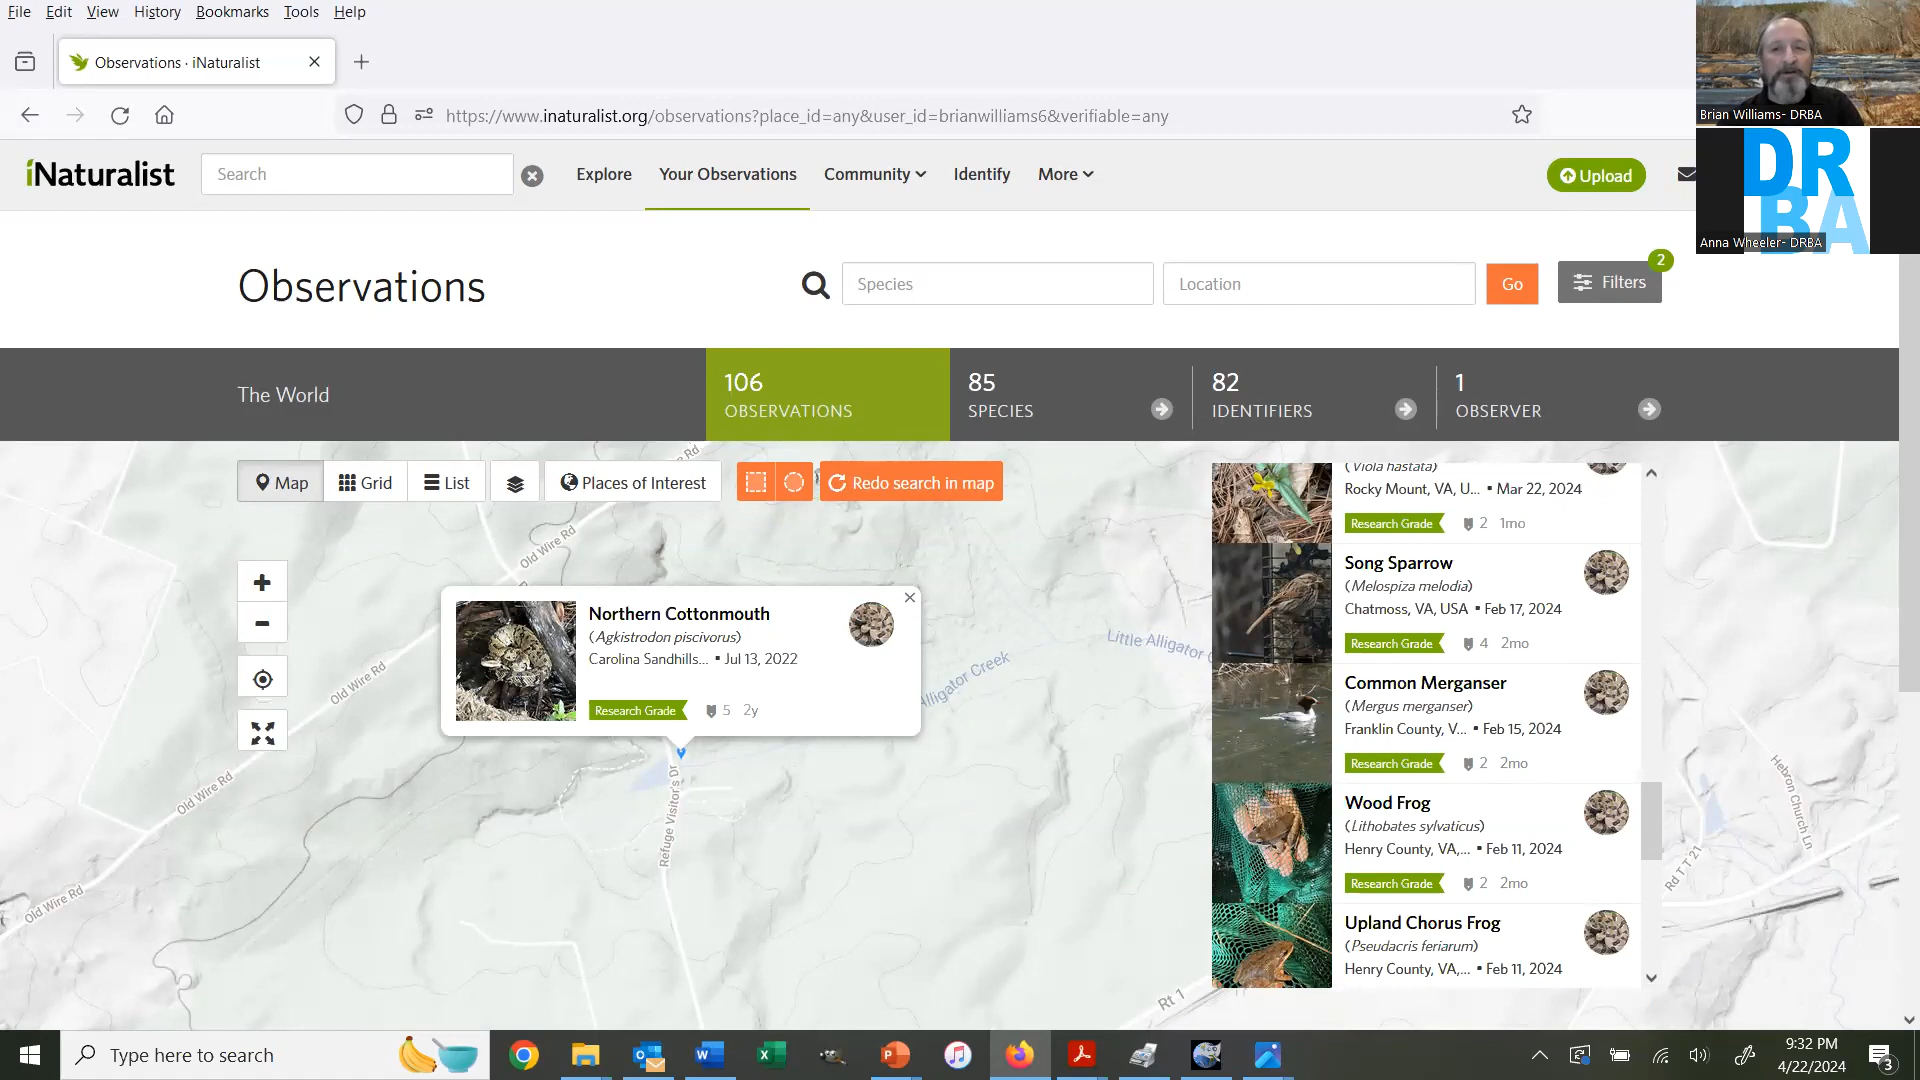 File Edit View History Bookmarks Tools Help
Observations · iNaturalist
https://www.inaturalist.org/observations?place_id=any&user_id=brianwilliams6&verifiable=any
Brian Williams- DRBA
DR
BA
Anna Wheeler- DRBA
iNaturalist Search Explore Your Observations Community Identify More Upload
Observations Species Location Go Filters 2
The World
106 OBSERVATIONS
85 SPECIES
82 IDENTIFIERS
1 OBSERVER
Map Grid List Places of Interest Redo search in map
Northern Cottonmouth
(Agkistrodon piscivorus)
Carolina Sandhills... ▪ Jul 13, 2022
Research Grade 5 2y
Rd
Old Wire Rd
Old Wire Rd
Old Wire Rd
Old Wire Rd
Alligator Creek
Little Alligator C
Refuge Visitor's Dr
Rt 1
Rd T T 21
Hebron Church Ln
(Viola hastata)
Rocky Mount, VA, U... ▪ Mar 22, 2024
Research Grade 2 1mo
Song Sparrow
(Melospiza melodia)
Chatmoss, VA, USA ▪ Feb 17, 2024
Research Grade 4 2mo
Common Merganser
(Mergus merganser)
Franklin County, V... ▪ Feb 15, 2024
Research Grade 2 2mo
Wood Frog
(Lithobates sylvaticus)
Henry County, VA,... ▪ Feb 11, 2024
Research Grade 2 2mo
Upland Chorus Frog
(Pseudacris feriarum)
Henry County, VA,... ▪ Feb 11, 2024
Type here to search
9:32 PM
4/22/2024
3